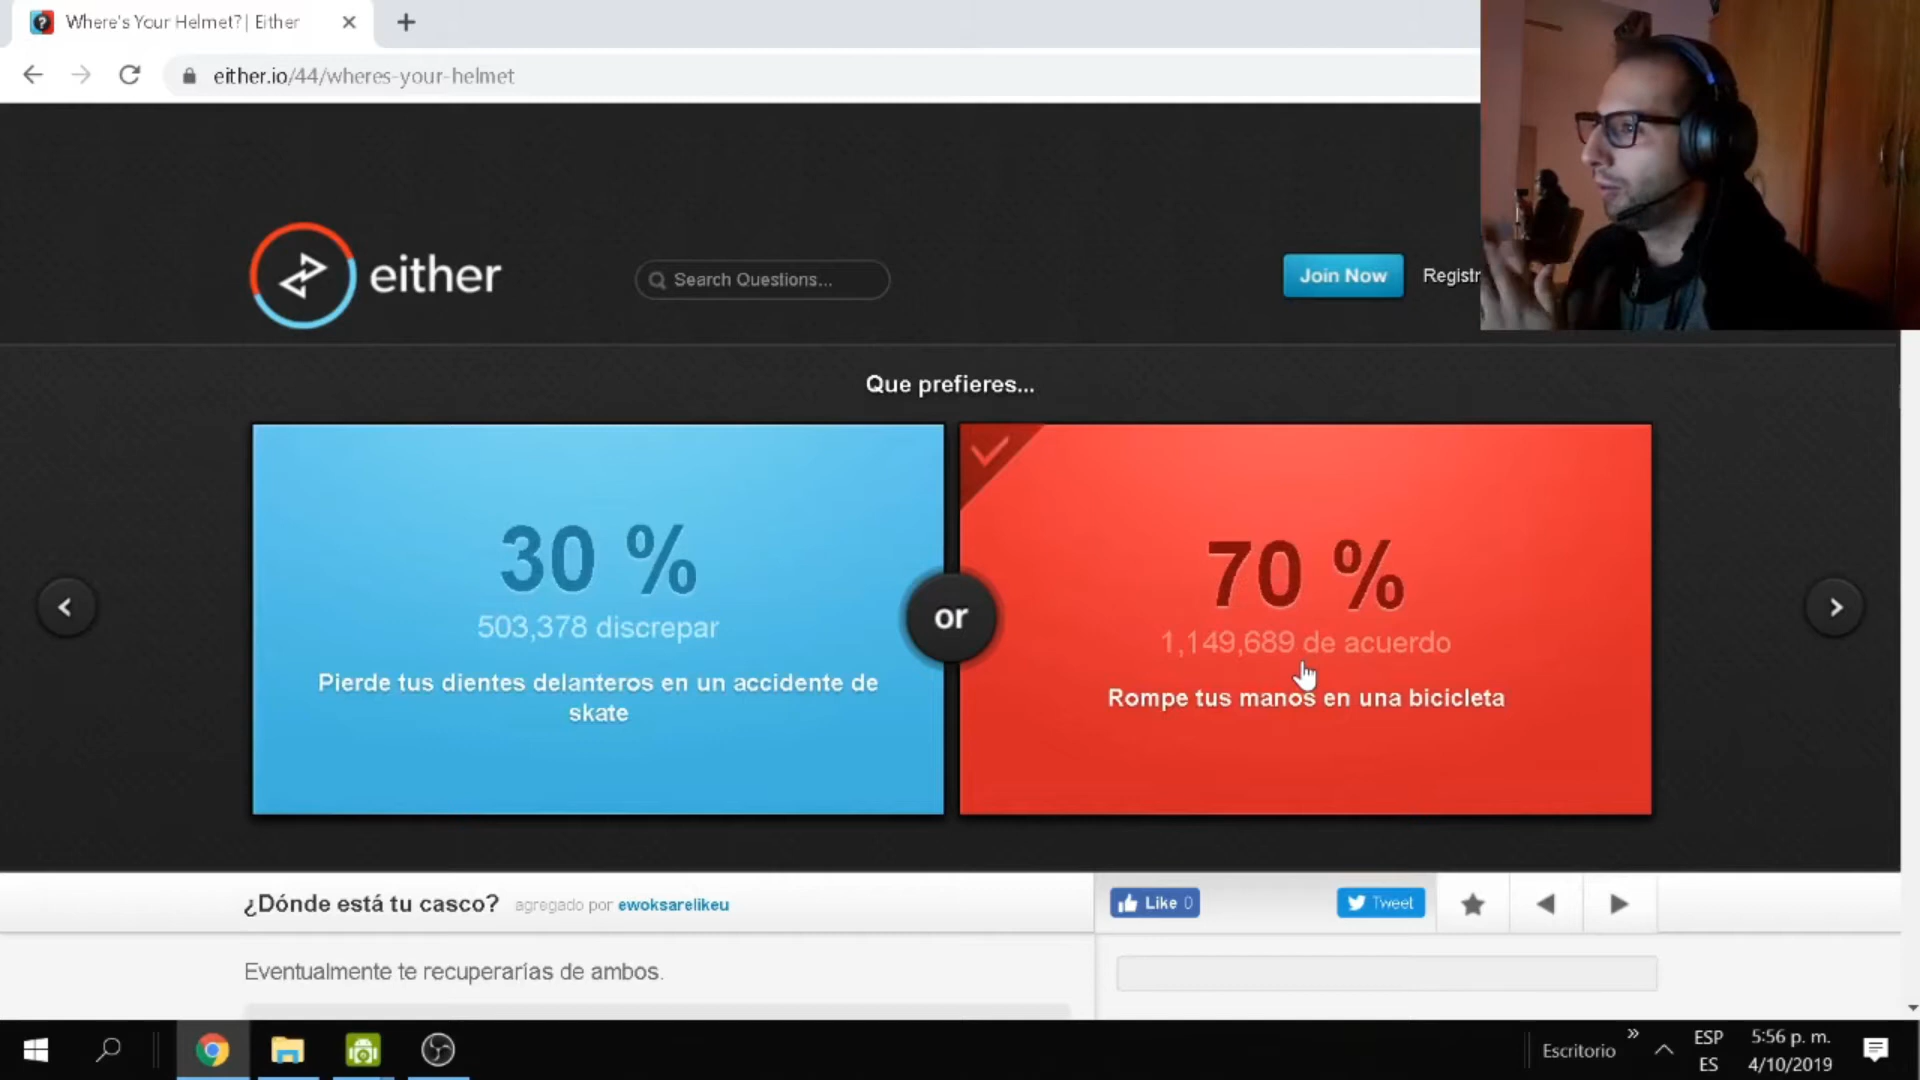 Where's Your Helmet? | Either
either.io/44/wheres-your-helmet
either
Search Questions...
Join Now
Registr
Que prefieres...
30 %
503,378 discrepar
Pierde tus dientes delanteros en un accidente de
skate
or
70 %
1,149,689 de acuerdo
Rompe tus manos en una bicicleta
¿Dónde está tu casco? agregado por ewoksarelikeu
Like 0
Tweet
Eventualmente te recuperarías de ambos.
Escritorio
ESP
ES
5:56 p. m.
4/10/2019